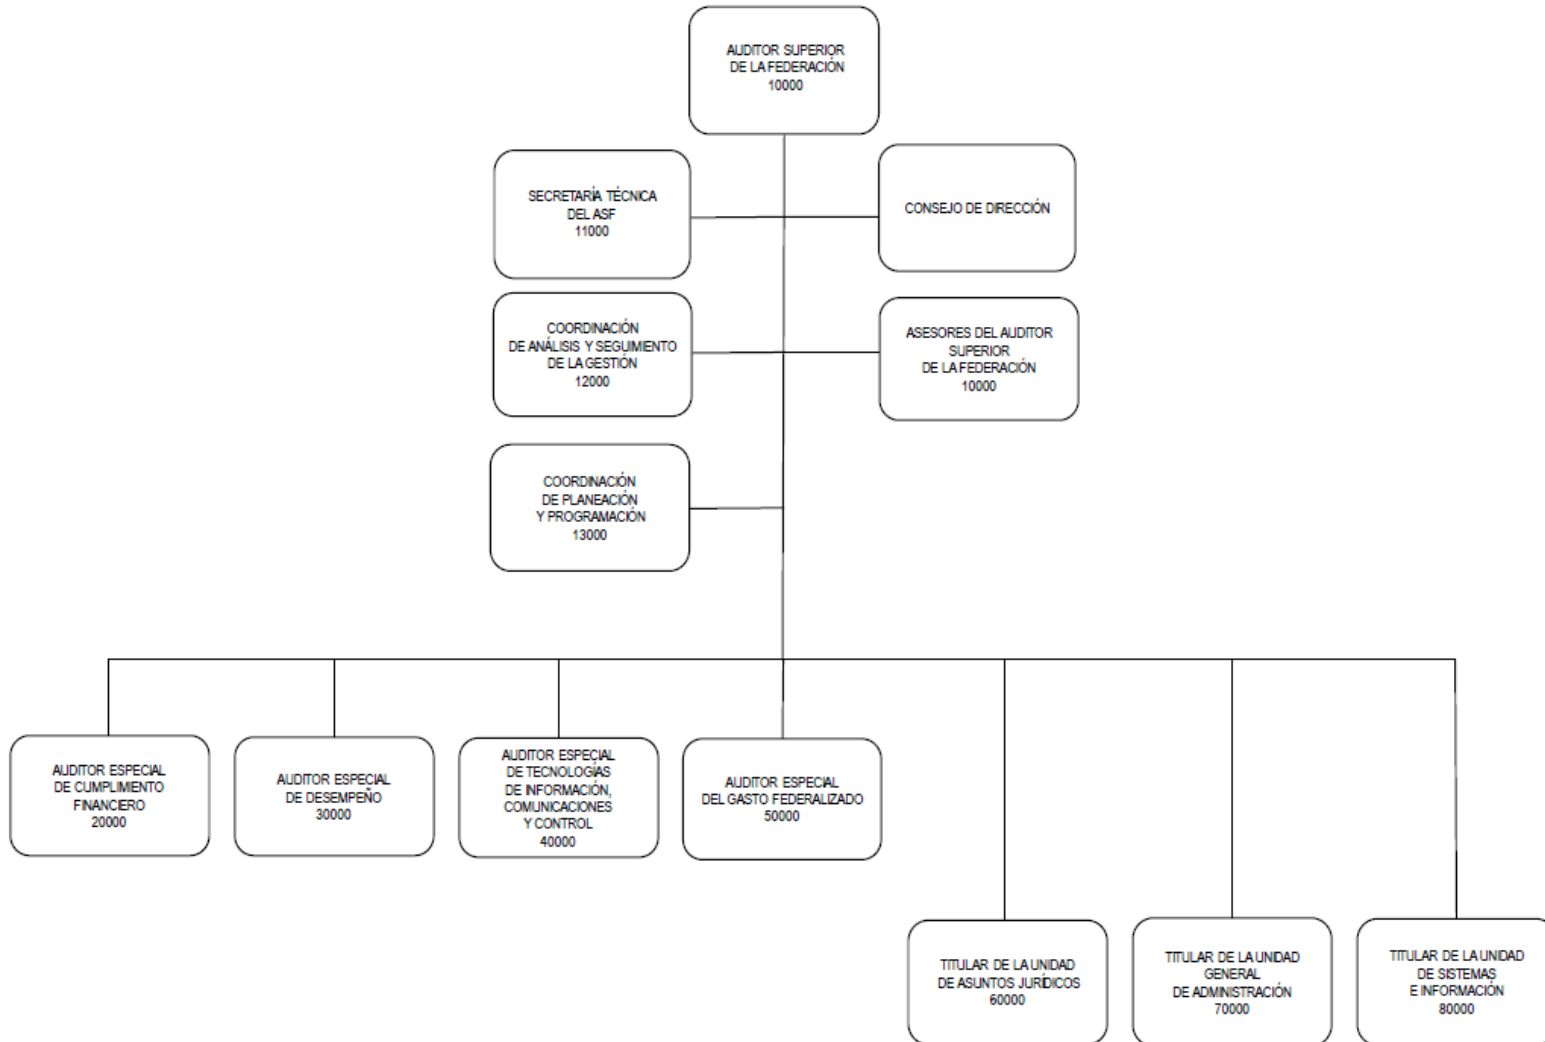 AUDITOR SUPERIOR
DE LA FEDERACIÓN
10000
SECRETARÍA TÉCNICA
DEL ASF
11000
CONSEJO DE DIRECCIÓN
COORDINACIÓN
DE ANÁLISIS Y SEGUIMIENTO
DE LA GESTIÓN
12000
ASESORES DEL AUDITOR
SUPERIOR
DE LA FEDERACIÓN
10000
COORDINACIÓN
DE PLANEACIÓN
Y PROGRAMACIÓN
13000
AUDITOR ESPECIAL
DE CUMPLIMIENTO
FINANCIERO
20000
AUDITOR ESPECIAL
DE DESEMPEÑO
30000
AUDITOR ESPECIAL
DE TECNOLOGÍAS
DE INFORMACIÓN,
COMUNICACIONES
Y CONTROL
40000
AUDITOR ESPECIAL
DEL GASTO FEDERALIZADO
50000
TITULAR DE LA UNIDAD
DE ASUNTOS JURÍDICOS
60000
TITULAR DE LA UNIDAD
GENERAL
DE ADMINISTRACIÓN
70000
TITULAR DE LA UNIDAD
DE SISTEMAS
E INFORMACIÓN
80000